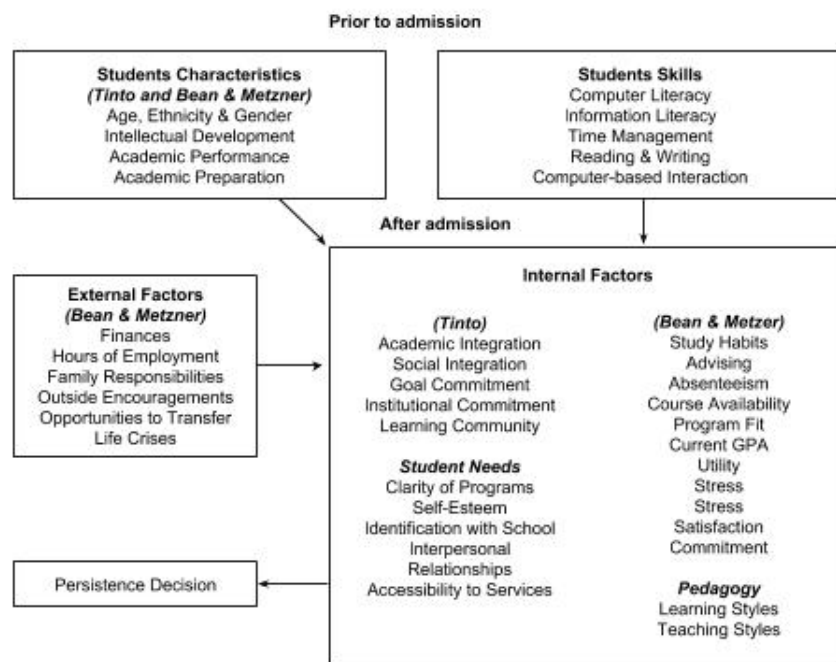 Prior to admission
Students Characteristics
(Tinto and Bean & Metzner)
Age, Ethnicity & Gender
Intellectual Development
Academic Performance
Academic Preparation
Students Skills
Computer Literacy
Information Literacy
Time Management
Reading & Writing
Computer-based Interaction
After admission
External Factors
(Bean & Metzner)
Finances
Hours of Employment
Family Responsibilities
Outside Encouragements
Opportunities to Transfer
Life Crises
Internal Factors
(Tinto)
Academic Integration
Social Integration
Goal Commitment
Institutional Commitment
Learning Community
Student Needs
Clarity of Programs
Self-Esteem
Identification with School
Interpersonal
Relationships
Accessibility to Services
(Bean & Metzer)
Study Habits
Advising
Absenteeism
Course Availability
Program Fit
Current GPA
Utility
Stress
Stress
Satisfaction
Commitment
Pedagogy
Learning Styles
Teaching Styles
Persistence Decision